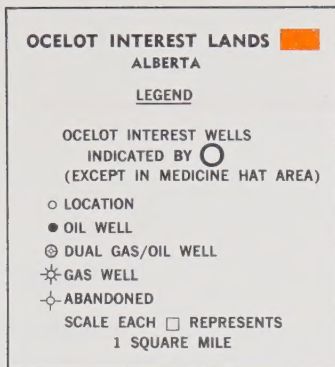 OCELOT INTEREST LANDS
ALBERTA
LEGEND
OCELOT INTEREST WELLS
INDICATED BY
(EXCEPT IN MEDICINE HAT AREA)
LOCATION
OIL WELL
DUAL GAS/OIL WELL
GAS WELL
ABANDONED
SCALE EACH □ REPRESENTS
1 SQUARE MILE